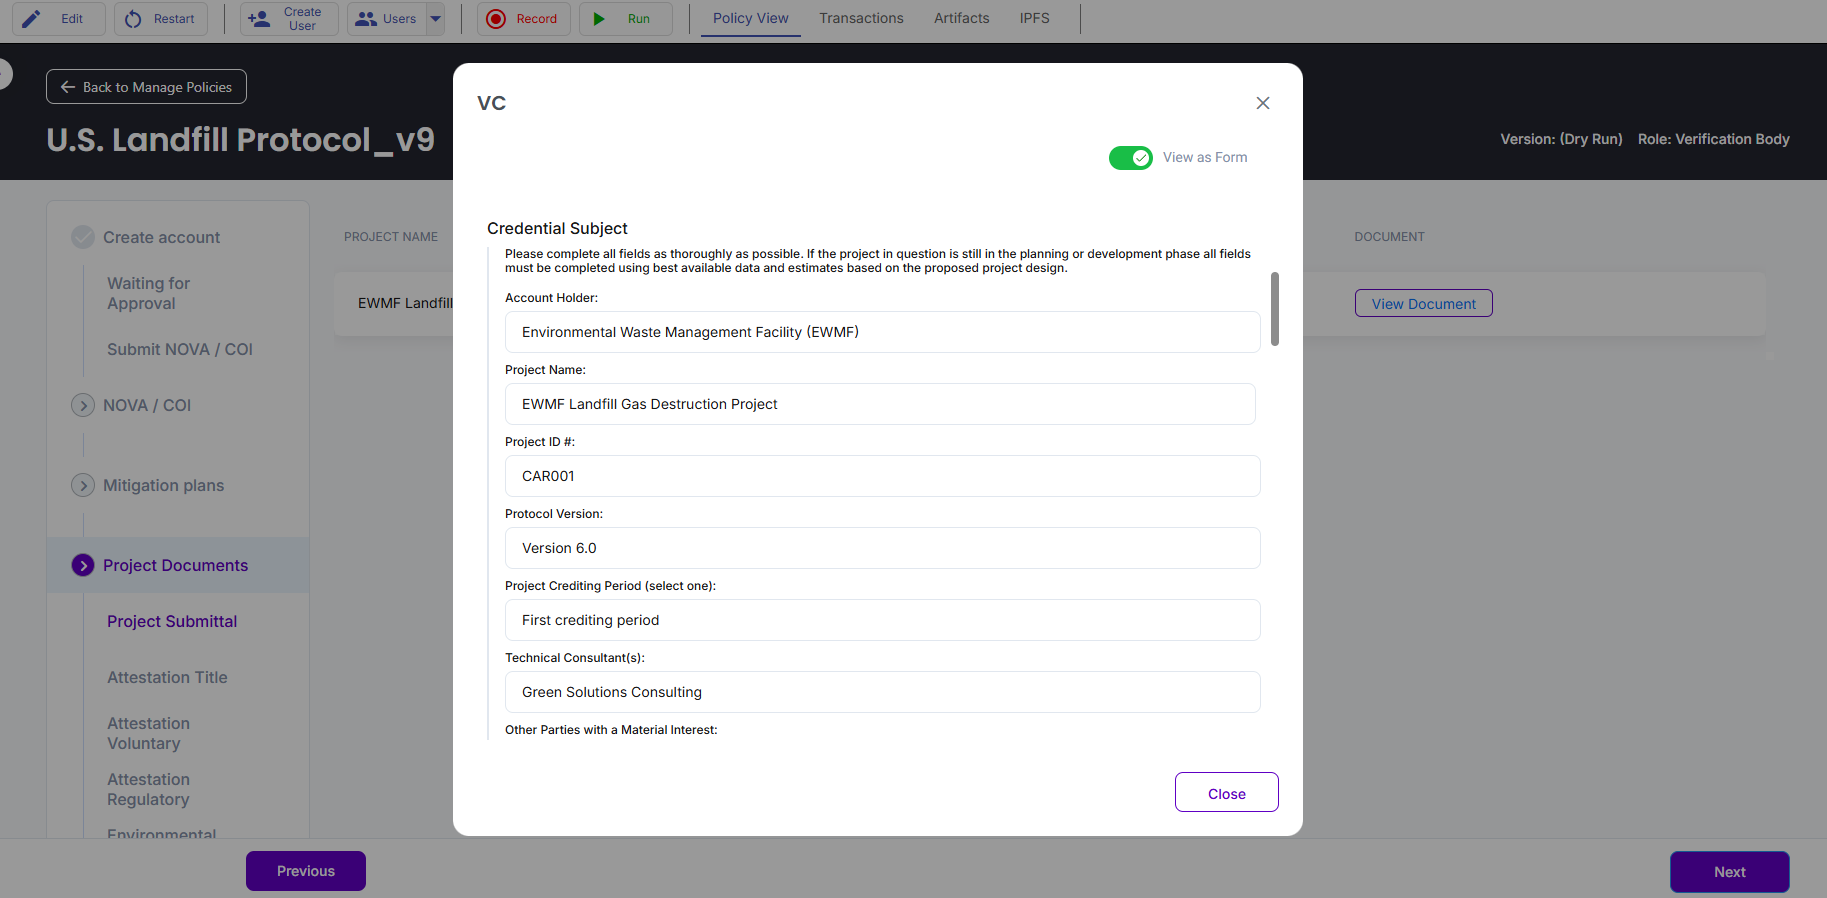 Edit
Restart
Create
User
Users
Record
Run
Policy View
Transactions
Artifacts
IPFS
Back to Manage Policies
U.S. Landfill Protocol_v9
Version: (Dry Run)
Role: Verification Body
Create account
Waiting for
Approval
Submit NOVA / COI
NOVA / COI
Mitigation plans
Project Documents
Project Submittal
Attestation Title
Attestation
Voluntary
Attestation
Regulatory
Environmental
PROJECT NAME
EWMF Landfill
DOCUMENT
View Document
VC
View as Form
Credential Subject
Please complete all fields as thoroughly as possible. If the project in question is still in the planning or development phase all fields
must be completed using best available data and estimates based on the proposed project design.
Account Holder:
Environmental Waste Management Facility (EWMF)
Project Name:
EWMF Landfill Gas Destruction Project
Project ID #:
CAR001
Protocol Version:
Version 6.0
Project Crediting Period (select one):
First crediting period
Technical Consultant(s):
Green Solutions Consulting
Other Parties with a Material Interest:
Close
Previous
Next